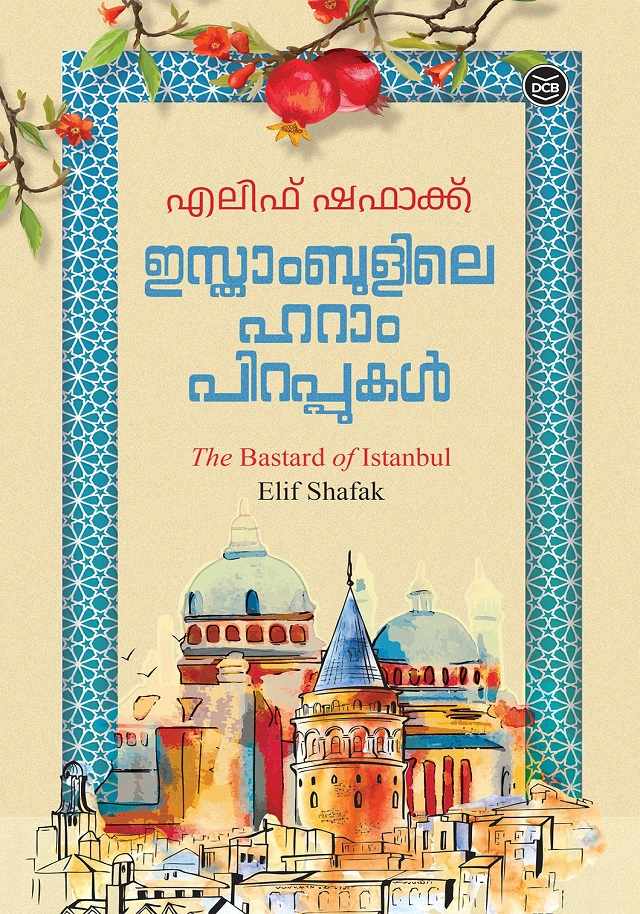 DCB
എലിഫ് ഷഫാക്ക്
ഇസ്താംബുളിലെ
ഹറാം
പിറപ്പുകൾ
The Bastard of Istanbul
Elif Shafak